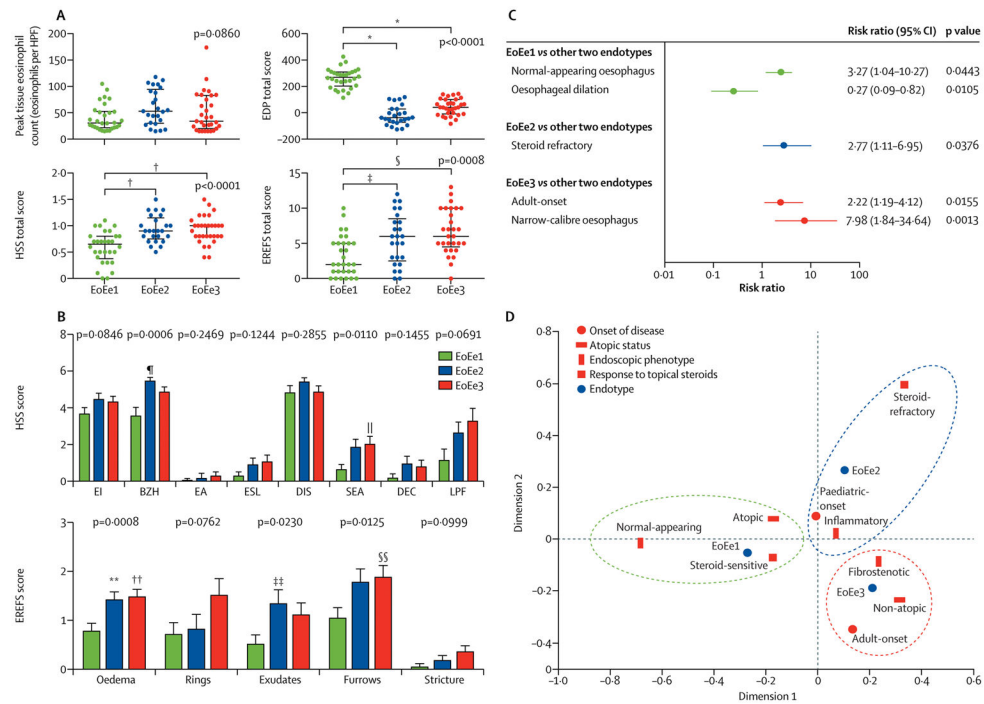 A
p=0·0860
Peak tissue eosinophil
count (eosinophils per HPF)
200
150
100
50
0
*
*
p<0·0001
EDP total score
600
400
200
0
–200
†
†
p<0·0001
HSS total score
2·0
1·5
1·0
0·5
0
EoEe1
EoEe2
EoEe3
§
‡
p=0·0008
EREFS total score
15
10
5
0
EoEe1
EoEe2
EoEe3
B
p=0·0846 p=0·0006 p=0·2469 p=0·1244 p=0·2855 p=0·0110 p=0·1455 p=0·0691
HSS score
8
6
4
2
0
¶
||
EoEe1
EoEe2
EoEe3
EI BZH EA ESL DIS SEA DEC LPF
p=0·0008 p=0·0762 p=0·0230 p=0·0125 p=0·0999
EREFS score
3
2
1
0
** †† ‡‡ §§
Oedema Rings Exudates Furrows Stricture
C
Risk ratio (95% CI) p value
EoEe1 vs other two endotypes
Normal-appearing oesophagus 3·27 (1·04–10·27) 0·0443
Oesophageal dilation 0·27 (0·09–0·82) 0·0105
EoEe2 vs other two endotypes
Steroid refractory 2·77 (1·11–6·95) 0·0376
EoEe3 vs other two endotypes
Adult-onset 2·22 (1·19–4·12) 0·0155
Narrow-calibre oesophagus 7·98 (1·84–34·64) 0·0013
0·01 0·1 1 10 100
Risk ratio
D
Onset of disease
Atopic status
Endoscopic phenotype
Response to topical steroids
Endotype
Dimension 2
0·8
0·6
0·4
0·2
0
–0·2
–0·4
Steroid-
refractory
EoEe2
Paediatric-
onset
Inflammatory
Atopic
Normal-appearing
EoEe1
Steroid-sensitive
Fibrostenotic
EoEe3
Non-atopic
Adult-onset
–1·0 –0·8 –0·6 –0·4 –0·2 0 0·2 0·4 0·6
Dimension 1